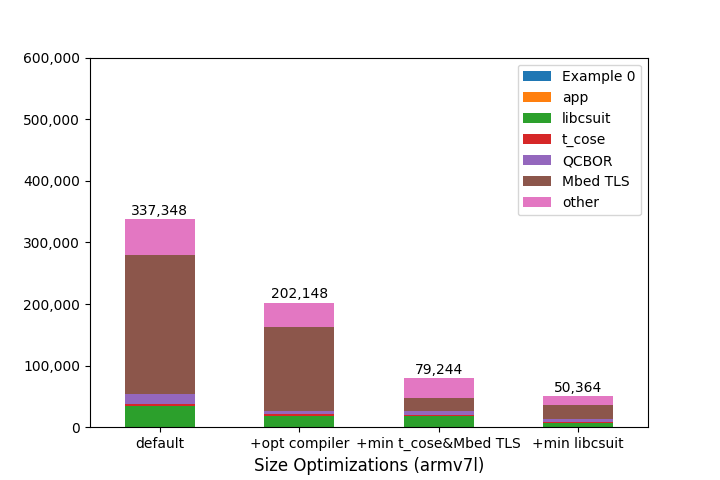 600,000
500,000
400,000
300,000
200,000
100,000
0
Example 0
app
libcsuit
t_cose
QCBOR
Mbed TLS
other
337,348
202,148
79,244
50,364
default
+opt compiler
+min t_cose&Mbed TLS
+min libcsuit
Size Optimizations (armv7l)